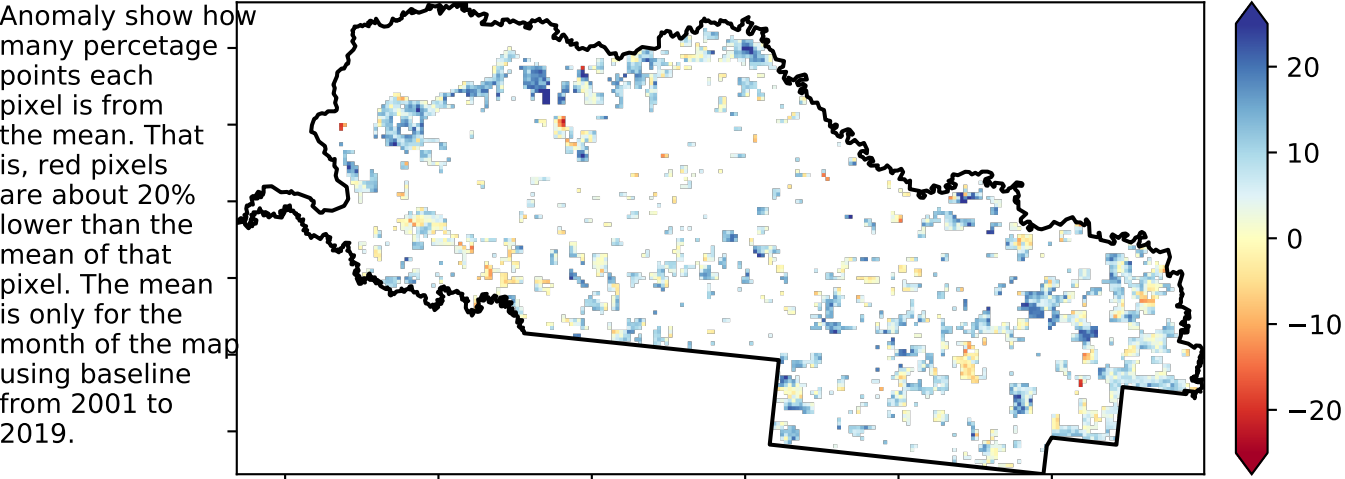 Anomaly show how
many percetage
points each
pixel is from
the mean. That
is, red pixels
are about 20%
lower than the
mean of that
pixel. The mean
is only for the
month of the map
using baseline
from 2001 to
2019.
20
10
0
−10
−20